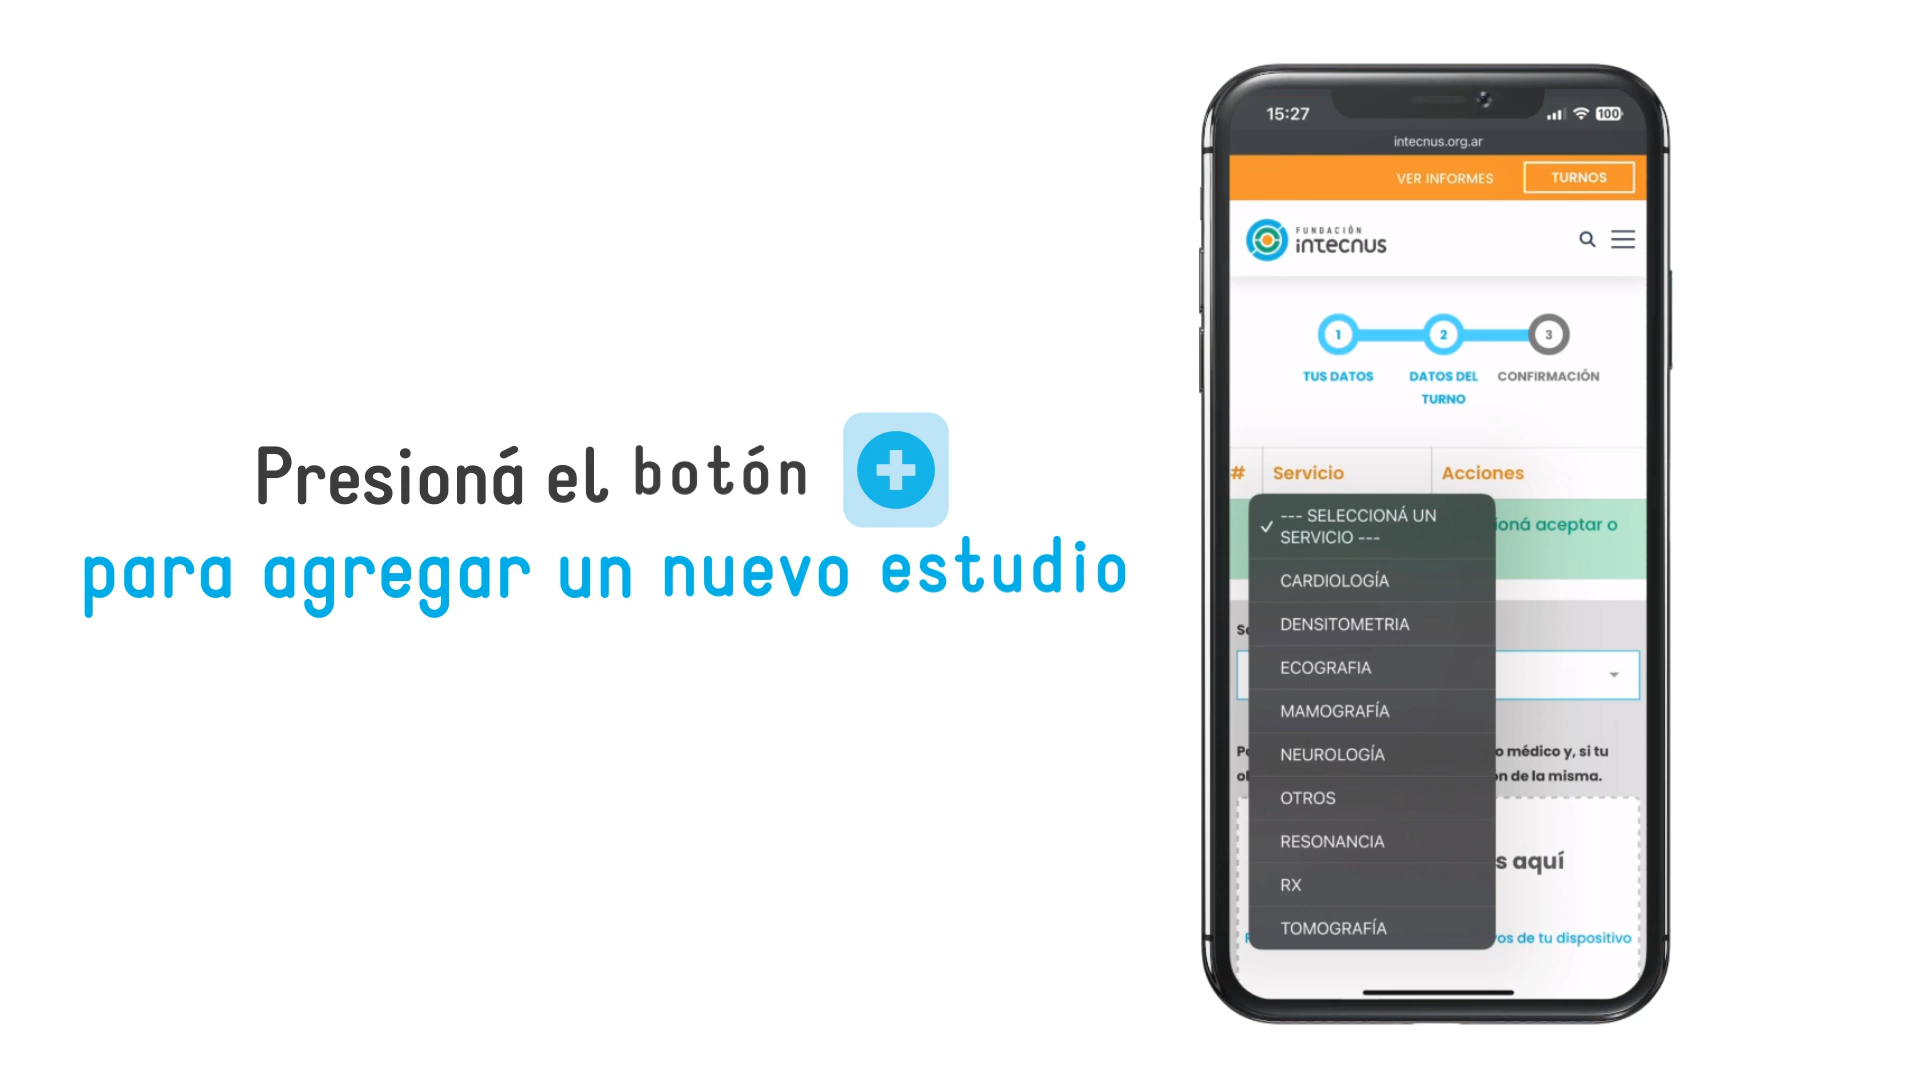 Presioná el botón
para agregar un nuevo estudio
15:27
100
intecnus.org.ar
VER INFORMES
TURNOS
FUNDACIÓN
intecnus
1
2
3
TUS DATOS
DATOS DEL
TURNO
CONFIRMACIÓN
# Servicio Acciones
--- SELECCIONÁ UN
SERVICIO ---
aceptar o
CARDIOLOGÍA
DENSITOMETRIA
ECOGRAFIA
MAMOGRAFÍA
NEUROLOGÍA
médico y, si tu
de la misma.
OTROS
RESONANCIA
aquí
RX
TOMOGRAFÍA
de tu dispositivo